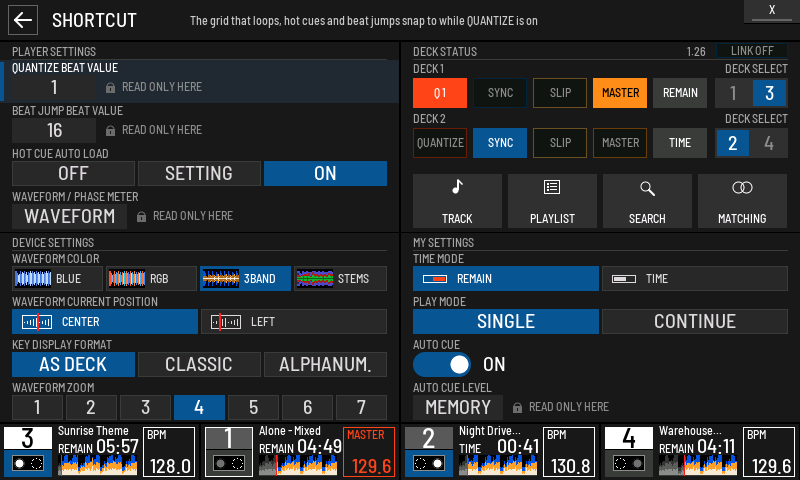 SHORTCUT
The grid that loops, hot cues and beat jumps snap to while QUANTIZE is on
X
PLAYER SETTINGS
QUANTIZE BEAT VALUE
1
READ ONLY HERE
BEAT JUMP BEAT VALUE
16
READ ONLY HERE
HOT CUE AUTO LOAD
OFF SETTING ON
WAVEFORM / PHASE METER
WAVEFORM
READ ONLY HERE
DECK STATUS
1.26 LINK OFF
DECK 1 DECK SELECT
Q 1 SYNC SLIP MASTER REMAIN 1 3
DECK 2 DECK SELECT
QUANTIZE SYNC SLIP MASTER TIME 2 4
TRACK PLAYLIST SEARCH MATCHING
DEVICE SETTINGS
WAVEFORM COLOR
BLUE RGB 3BAND STEMS
WAVEFORM CURRENT POSITION
CENTER LEFT
KEY DISPLAY FORMAT
AS DECK CLASSIC ALPHANUM.
WAVEFORM ZOOM
1 2 3 4 5 6 7
MY SETTINGS
TIME MODE
REMAIN TIME
PLAY MODE
SINGLE CONTINUE
AUTO CUE
ON
AUTO CUE LEVEL
MEMORY
READ ONLY HERE
3
Sunrise Theme
REMAIN 05:57
BPM
128.0
1
Alone - Mixed
REMAIN 04:49
MASTER
129.6
2
Night Drive...
TIME 00:41
BPM
130.8
4
Warehouse...
REMAIN 04:11
BPM
129.6